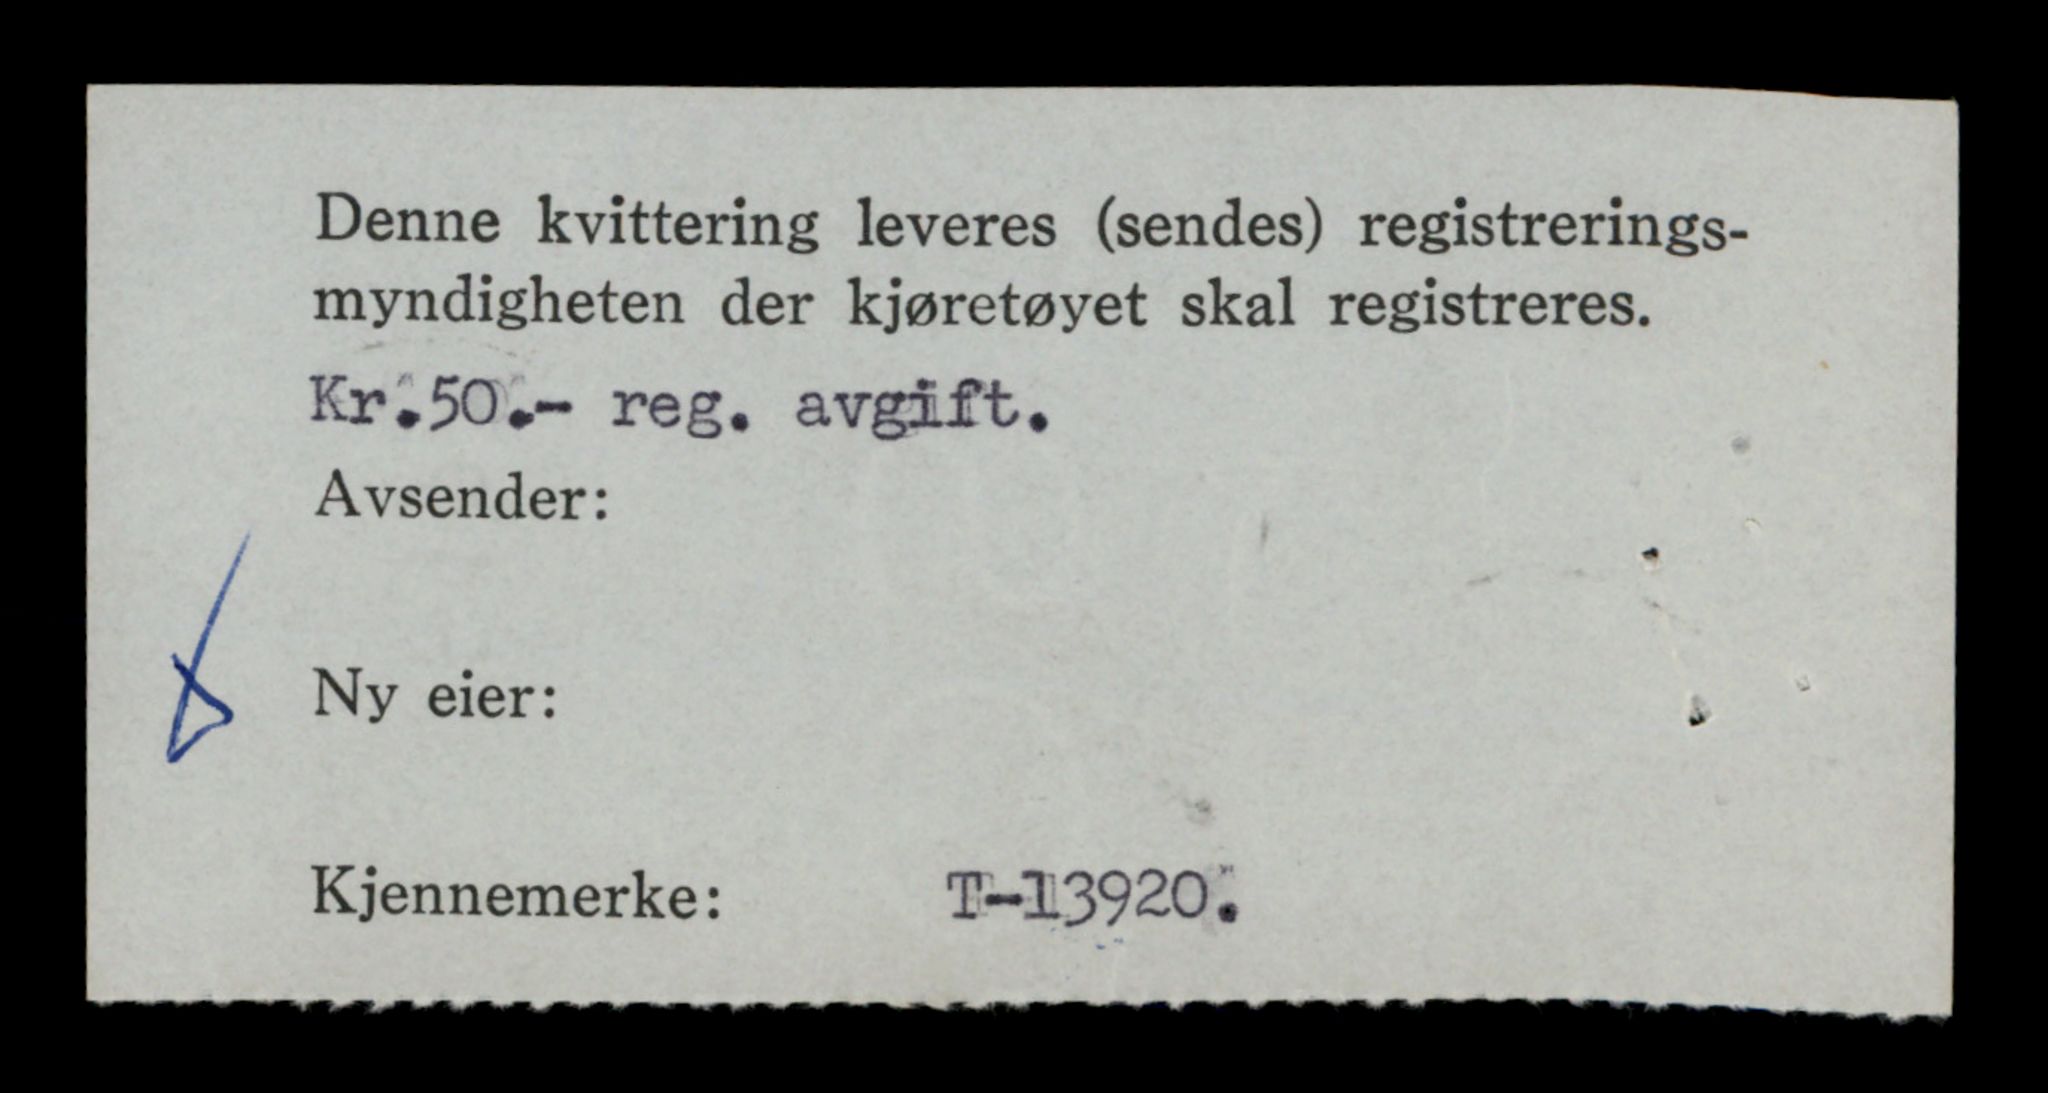 Denne kvittering leveres (sendes) registrerings-
myndigheten der kjøretøyet skal registreres.
Kr.50.- reg. avgift.
Avsender:
Ny eier:
Kjennemerke: T-13920.